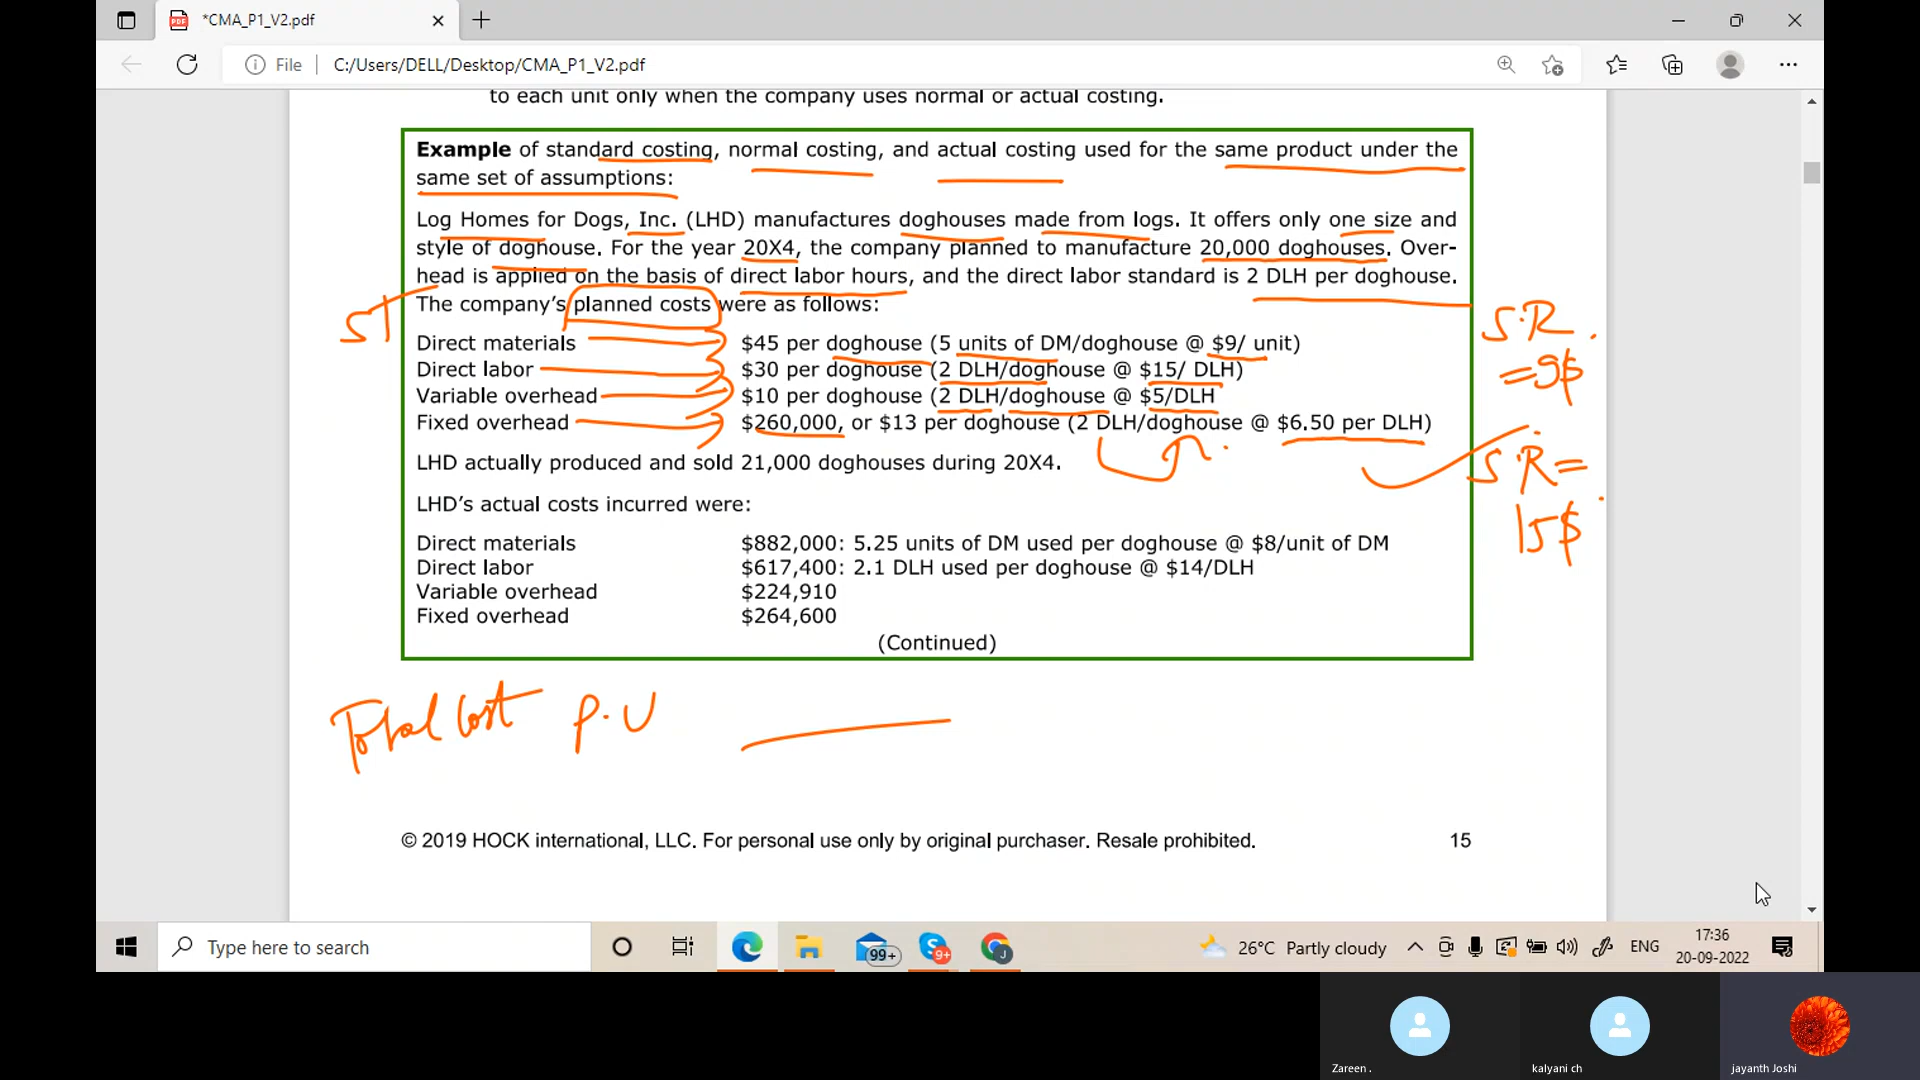 *CMA_P1_V2.pdf
File | C:/Users/DELL/Desktop/CMA_P1_V2.pdf
to each unit only when the company uses normal or actual costing.
Example of standard costing, normal costing, and actual costing used for the same product under the
same set of assumptions:
Log Homes for Dogs, Inc. (LHD) manufactures doghouses made from logs. It offers only one size and
style of doghouse. For the year 20X4, the company planned to manufacture 20,000 doghouses. Over-
head is applied on the basis of direct labor hours, and the direct labor standard is 2 DLH per doghouse.
The company's planned costs were as follows:
ST
Direct materials $45 per doghouse (5 units of DM/doghouse @ $9/ unit)
Direct labor $30 per doghouse (2 DLH/doghouse @ $15/ DLH)
Variable overhead $10 per doghouse (2 DLH/doghouse @ $5/DLH
Fixed overhead $260,000, or $13 per doghouse (2 DLH/doghouse @ $6.50 per DLH)
S.R
=9$
LHD actually produced and sold 21,000 doghouses during 20X4.
S.R=
15$
LHD's actual costs incurred were:
Direct materials $882,000: 5.25 units of DM used per doghouse @ $8/unit of DM
Direct labor $617,400: 2.1 DLH used per doghouse @ $14/DLH
Variable overhead $224,910
Fixed overhead $264,600
(Continued)
Total Cost P.U
© 2019 HOCK international, LLC. For personal use only by original purchaser. Resale prohibited. 15
Type here to search
99+
9+
J
26°C Partly cloudy
ENG
17:36
20-09-2022
Zareen .
kalyani ch
jayanth Joshi